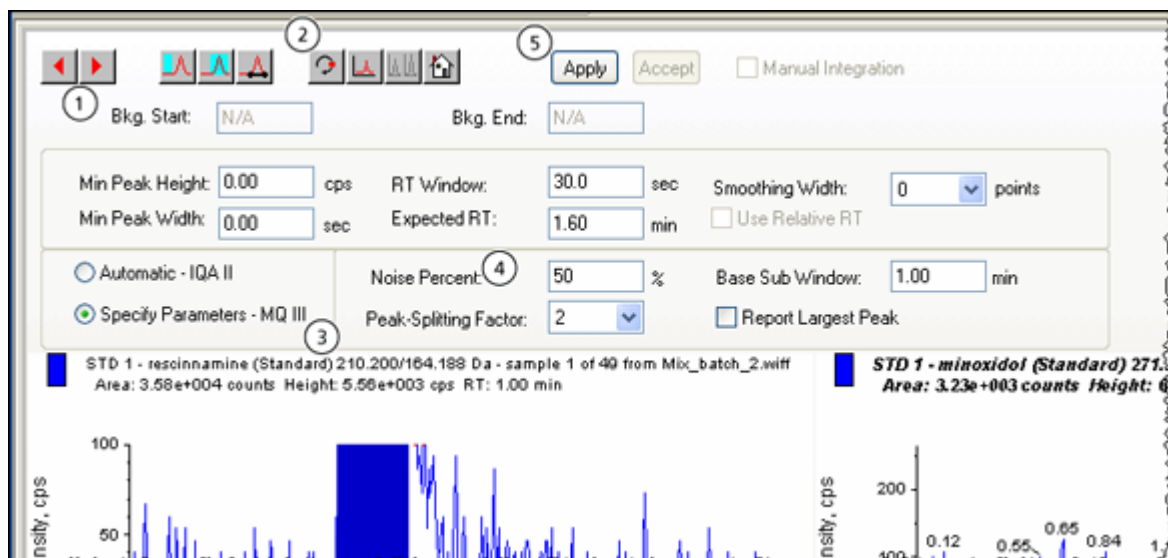 2 5
Apply Accept Manual Integration
1 Bkg. Start: N/A Bkg. End: N/A
Min Peak Height: 0.00 cps RT Window: 30.0 sec Smoothing Width: 0 points
Min Peak Width: 0.00 sec Expected RT: 1.60 min Use Relative RT
Automatic - IQA II Noise Percent: 4 50 % Base Sub Window: 1.00 min
Specify Parameters - MQ III Peak-Splitting Factor: 2 Report Largest Peak
3
STD 1 - rescinnamine (Standard) 210.200/164.188 Da - sample 1 of 49 from Mix_batch_2.wiff
Area: 3.58e+004 counts Height: 5.56e+003 cps RT: 1.00 min
STD 1 - minoxidol (Standard) 271.
Area: 3.23e+003 counts Height:
100
50
nsity, cps
200
100
nsity, cps
0.12 0.55 0.65 0.84